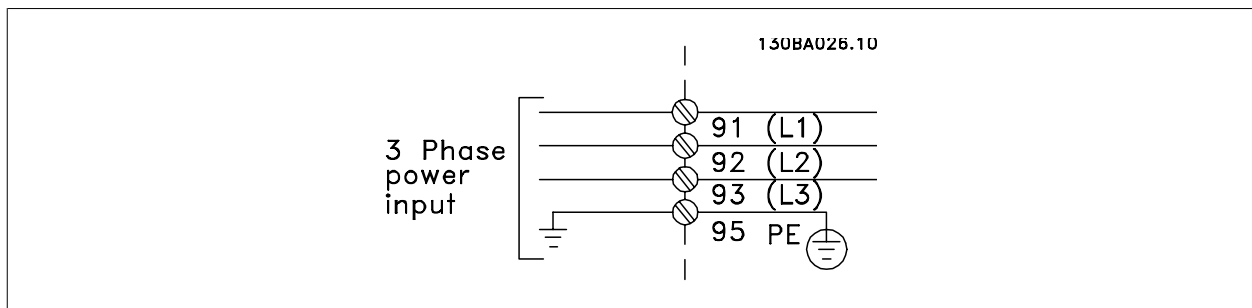 130BA026.10
3 Phase
power
input
91 (L1)
92 (L2)
93 (L3)
95 PE